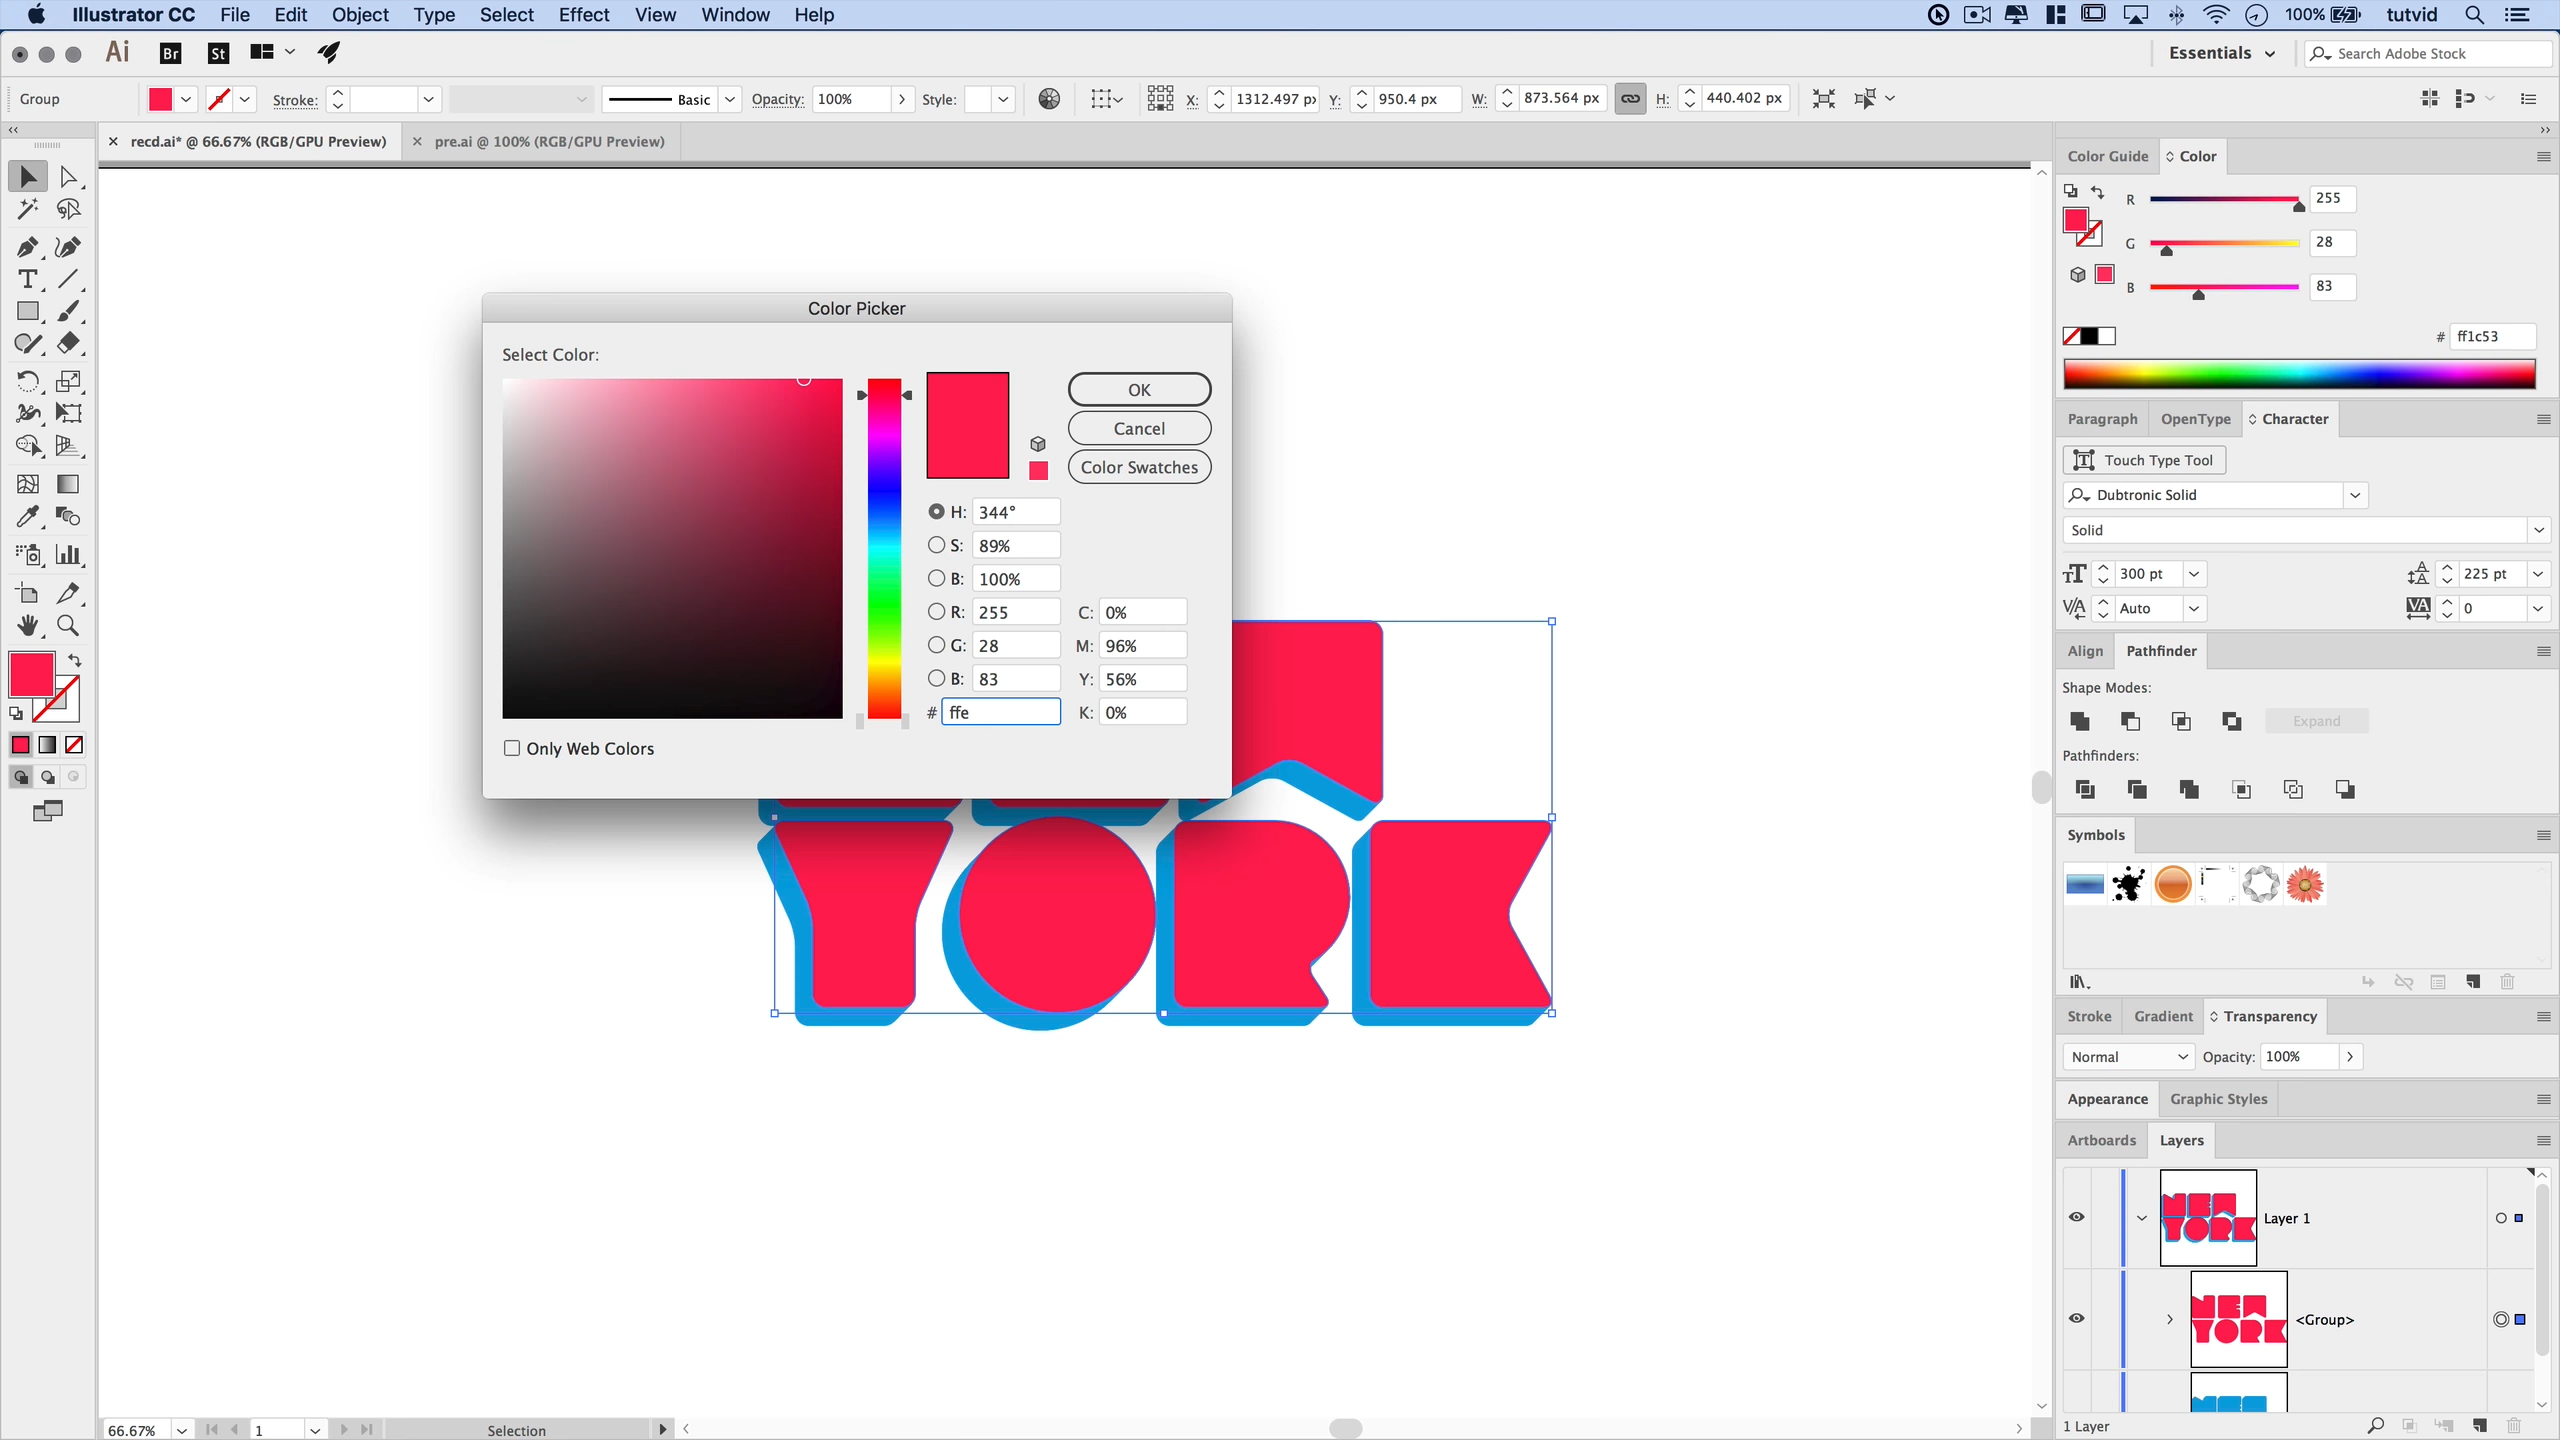 Illustrator CC File Edit Object Type Select Effect View Window Help 100% tutvid
Ai Br St Essentials Search Adobe Stock
Group Stroke: Basic Opacity: 100% Style: X: 1312.497 px Y: 950.4 px W: 873.564 px H: 440.402 px
recd.ai* @ 66.67% (RGB/GPU Preview) pre.ai @ 100% (RGB/GPU Preview)
Color Picker
Select Color:
OK
Cancel
Color Swatches
H: 344°
S: 89%
B: 100%
R: 255 C: 0%
G: 28 M: 96%
B: 83 Y: 56%
# ffe K: 0%
Only Web Colors
YORK
Color Guide Color
R 255
G 28
B 83
# ff1c53
Paragraph OpenType Character
Touch Type Tool
Dubtronic Solid
Solid
300 pt 225 pt
Auto 0
Align Pathfinder
Shape Modes:
Expand
Pathfinders:
Symbols
Stroke Gradient Transparency
Normal Opacity: 100%
Appearance Graphic Styles
Artboards Layers
NEW
YORK
Layer 1
NEW
YORK
<Group>
1 Layer
66.67% 1 Selection